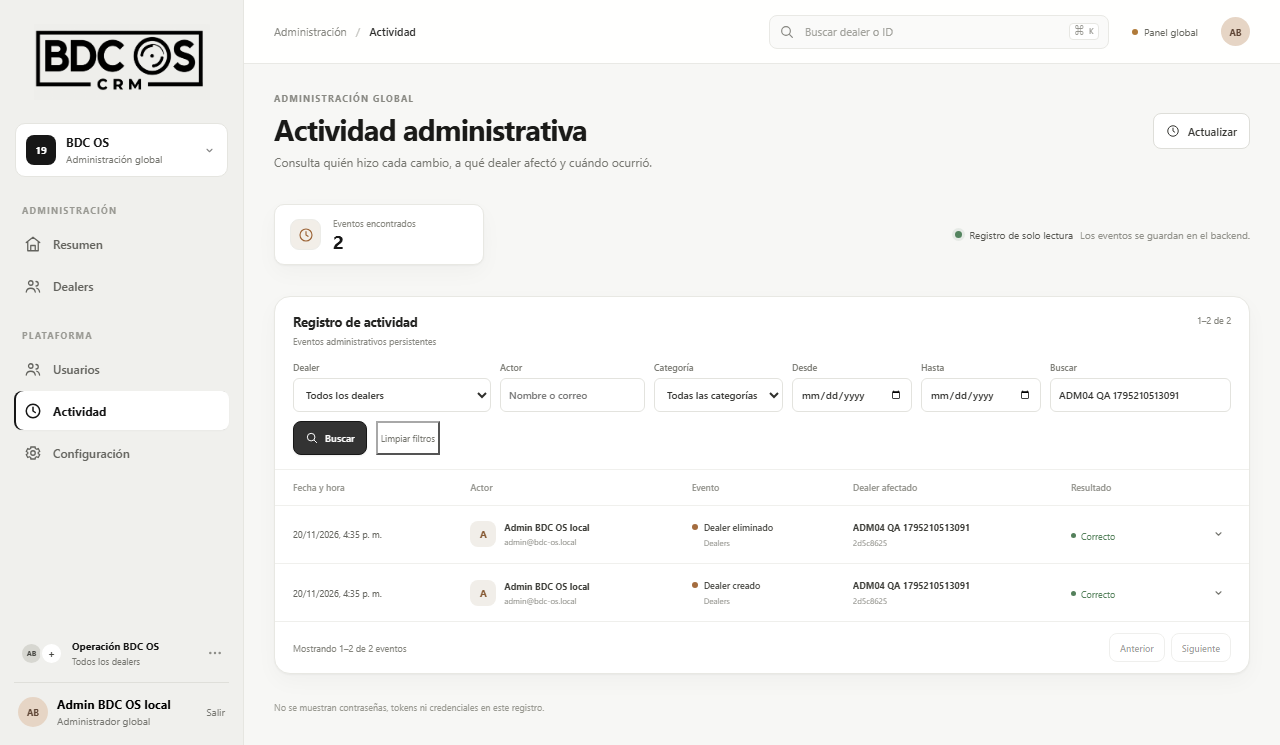 BDC OS
CRM
19
BDC OS
Administración global
ADMINISTRACIÓN
Resumen
Dealers
PLATAFORMA
Usuarios
Actividad
Configuración
AB
+
Operación BDC OS
Todos los dealers
AB
Admin BDC OS local
Administrador global
Salir
Administración / Actividad
Buscar dealer o ID
⌘ K
Panel global
AB
ADMINISTRACIÓN GLOBAL
Actividad administrativa
Consulta quién hizo cada cambio, a qué dealer afectó y cuándo ocurrió.
Actualizar
Eventos encontrados
2
Registro de solo lectura Los eventos se guardan en el backend.
Registro de actividad
1–2 de 2
Eventos administrativos persistentes
Dealer Actor Categoría Desde Hasta Buscar
Todos los dealers Nombre o correo Todas las categorías mm/dd/yyyy mm/dd/yyyy ADM04 QA 1795210513091
Buscar Limpiar filtros
Fecha y hora Actor Evento Dealer afectado Resultado
20/11/2026, 4:35 p. m. A Admin BDC OS local Dealer eliminado ADM04 QA 1795210513091 Correcto
admin@bdc-os.local Dealers 2d5c8625
20/11/2026, 4:35 p. m. A Admin BDC OS local Dealer creado ADM04 QA 1795210513091 Correcto
admin@bdc-os.local Dealers 2d5c8625
Mostrando 1–2 de 2 eventos Anterior Siguiente
No se muestran contraseñas, tokens ni credenciales en este registro.